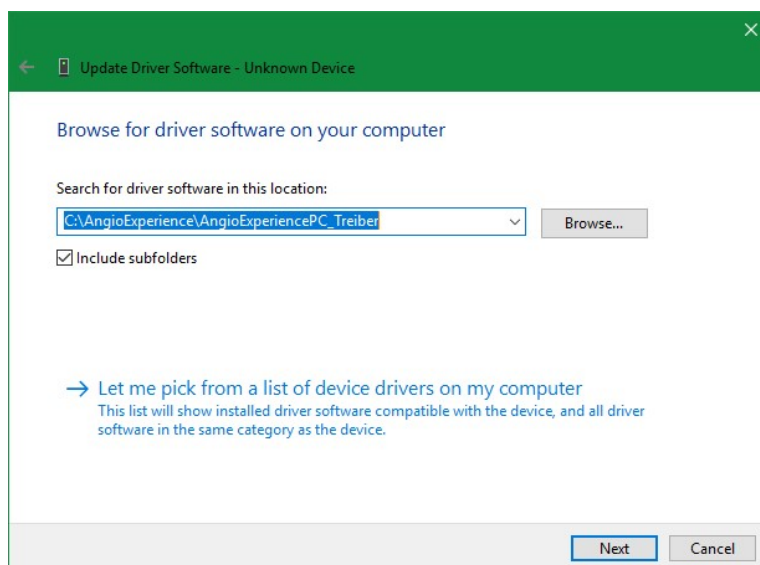 Update Driver Software - Unknown Device
Browse for driver software on your computer
Search for driver software in this location:
C:\AngioExperience\AngioExperiencePC_Treiber
Browse...
Include subfolders
Let me pick from a list of device drivers on my computer
This list will show installed driver software compatible with the device, and all driver
software in the same category as the device.
Next
Cancel